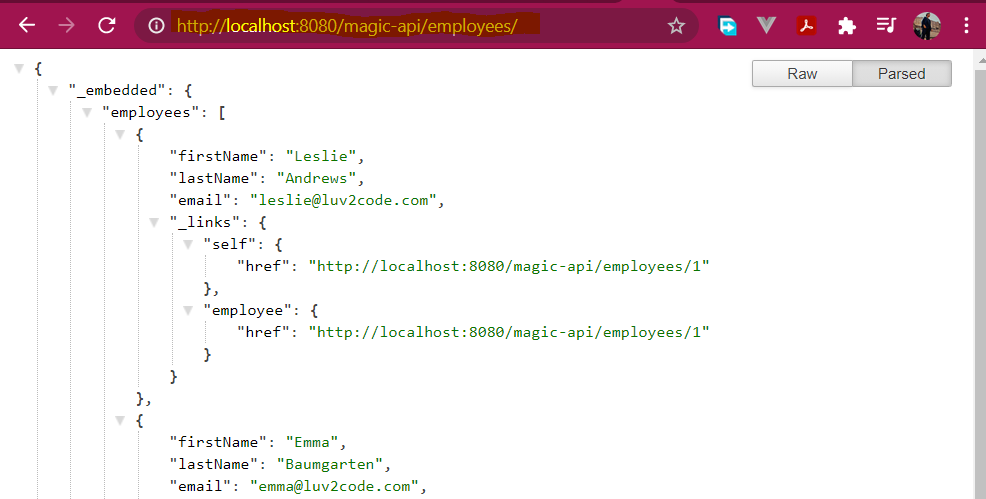 http://localhost:8080/magic-api/employees/
Raw
Parsed
{
"_embedded": {
"employees": [
{
"firstName": "Leslie",
"lastName": "Andrews",
"email": "leslie@luv2code.com",
"_links": {
"self": {
"href": "http://localhost:8080/magic-api/employees/1"
},
"employee": {
"href": "http://localhost:8080/magic-api/employees/1"
}
}
},
{
"firstName": "Emma",
"lastName": "Baumgarten",
"email": "emma@luv2code.com",